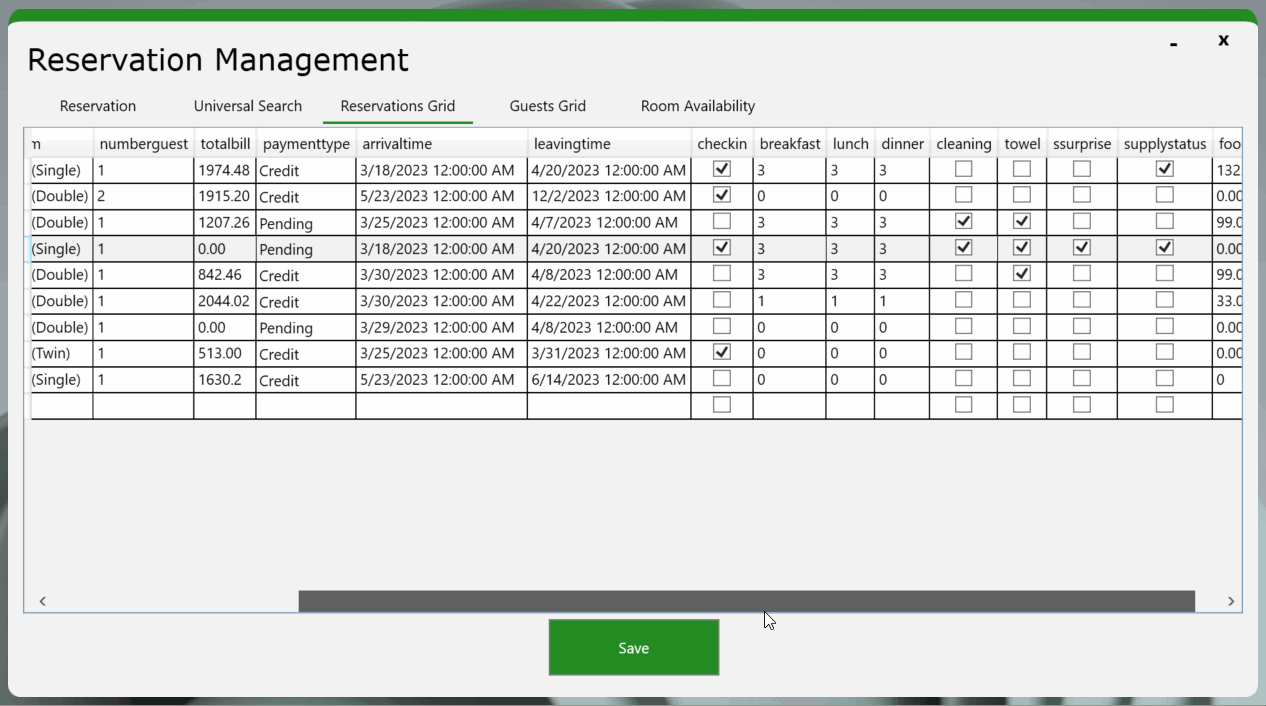 Reservation Management
- x
Reservation Universal Search Reservations Grid Guests Grid Room Availability
m numberguest totalbill paymenttype arrivaltime leavingtime checkin breakfast lunch dinner cleaning towel ssurprise supplystatus foo
(Single) 1 1974.48 Credit 3/18/2023 12:00:00 AM 4/20/2023 12:00:00 AM 3 3 3 132
(Double) 2 1915.20 Credit 5/23/2023 12:00:00 AM 12/2/2023 12:00:00 AM 0 0 0 0.00
(Double) 1 1207.26 Pending 3/25/2023 12:00:00 AM 4/7/2023 12:00:00 AM 3 3 3 99.0
(Single) 1 0.00 Pending 3/18/2023 12:00:00 AM 4/20/2023 12:00:00 AM 3 3 3 0.00
(Double) 1 842.46 Credit 3/30/2023 12:00:00 AM 4/8/2023 12:00:00 AM 3 3 3 99.0
(Double) 1 2044.02 Credit 3/30/2023 12:00:00 AM 4/22/2023 12:00:00 AM 1 1 1 33.0
(Double) 1 0.00 Pending 3/29/2023 12:00:00 AM 4/8/2023 12:00:00 AM 0 0 0 0.00
(Twin) 1 513.00 Credit 3/25/2023 12:00:00 AM 3/31/2023 12:00:00 AM 0 0 0 0.00
(Single) 1 1630.2 Credit 5/23/2023 12:00:00 AM 6/14/2023 12:00:00 AM 0 0 0 0
Save